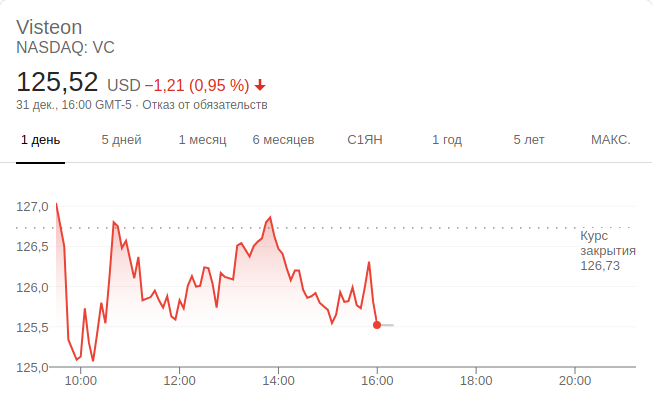 Visteon
NASDAQ: VC
125,52 USD −1,21 (0,95 %)
31 дек., 16:00 GMT-5 · Отказ от обязательств
1 день 5 дней 1 месяц 6 месяцев С1ЯН 1 год 5 лет МАКС.
127,0
Курс
закрытия
126,73
126,5
126,0
125,5
125,0
10:00 12:00 14:00 16:00 18:00 20:00